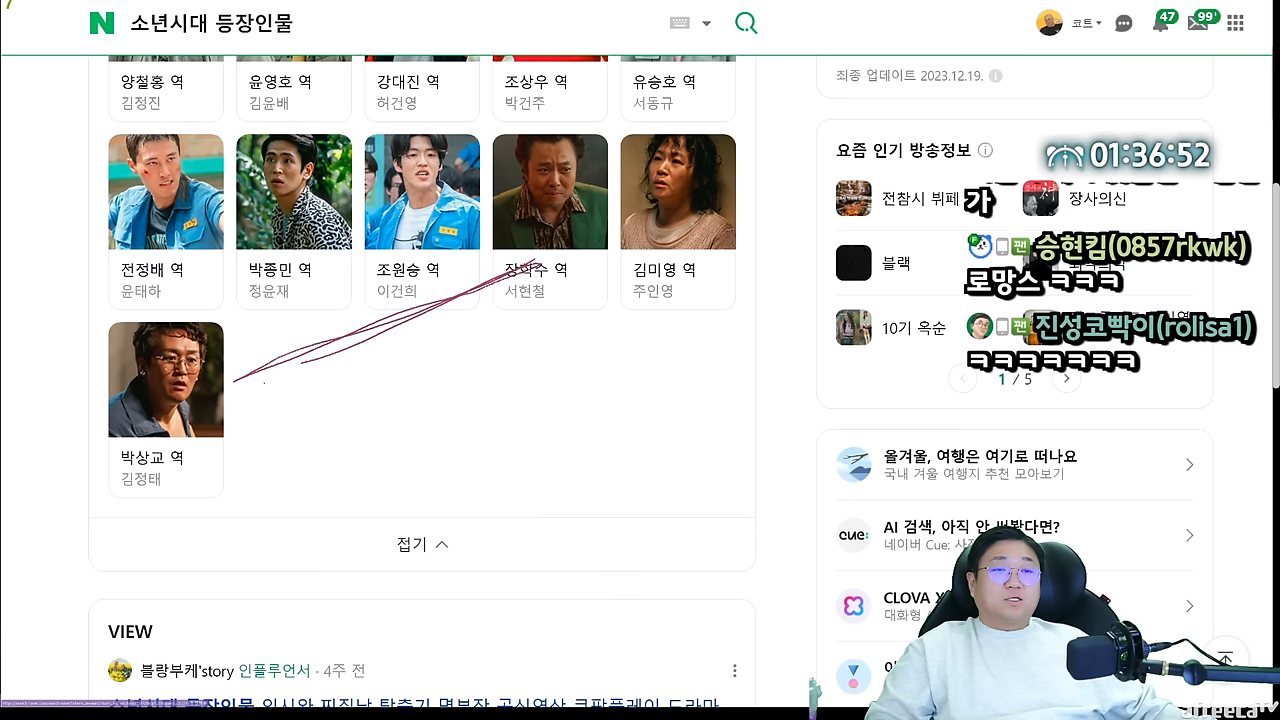 N 소년시대 등장인물
코트
47
99+
양철홍 역
김정진
윤영호 역
김윤배
강대진 역
허건영
조상우 역
박건주
유승호 역
서동규
전정배 역
윤태하
박종민 역
정윤재
조원승 역
이건희
장학수 역
서현철
김미영 역
주인영
박상교 역
김정태
접기
VIEW
블랑부케'story 인플루언서 · 4주 전
최종 업데이트 2023.12.19.
요즘 인기 방송정보
01:36:52
전참시 뷔페
가
장사의신
블랙
팬 승현킴(0857rkwk)
로망스 ㅋㅋㅋ
10기 옥순
팬 진성코빡이(rolisa1)
ㅋㅋㅋㅋㅋㅋㅋ
1 / 5
올겨울, 여행은 여기로 떠나요
국내 겨울 여행지 추천 모아보기
cue:
AI 검색, 아직 안 써봤다면?
네이버 Cue:
CLOVA X
대화형
afreecaTV